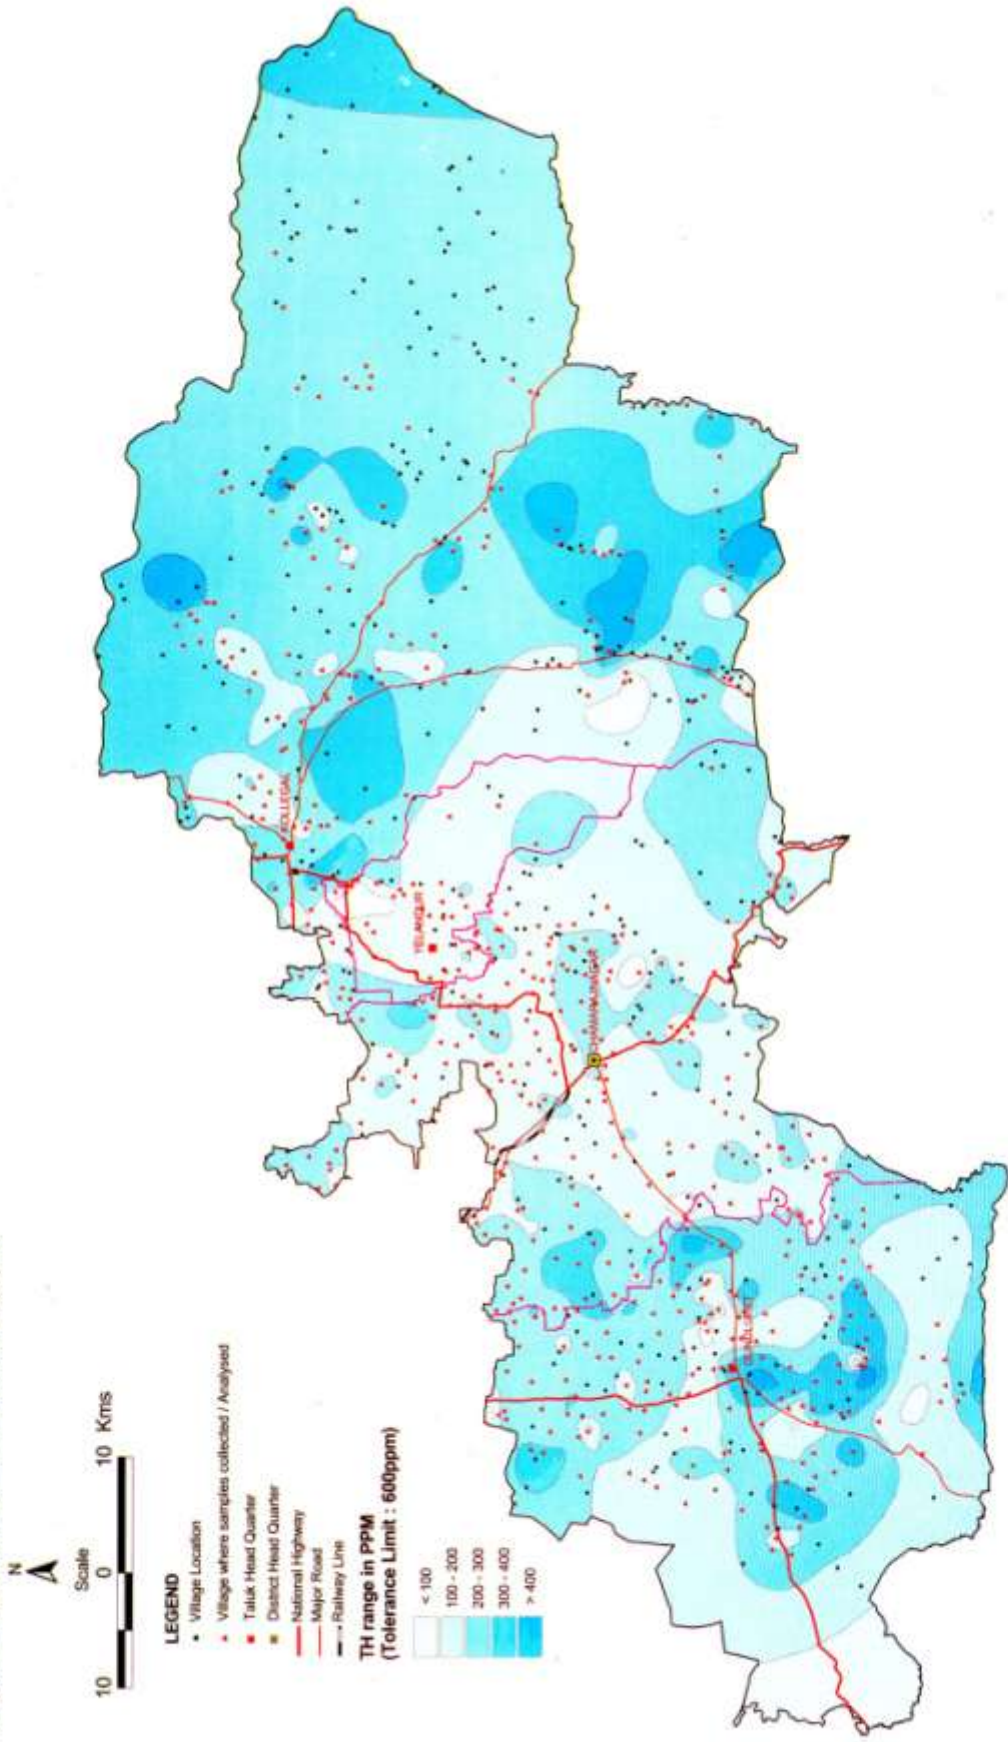 N
Scale
10 0 10 Kms
LEGEND
Village Location
Village where samples collected / Analysed
Taluk Head Quarter
District Head Quarter
National Highway
Major Road
Railway Line
TH range in PPM
(Tolerance Limit : 600ppm)
< 100
100 - 200
200 - 300
300 - 400
> 400
KOLLEGAL
YELANDUR